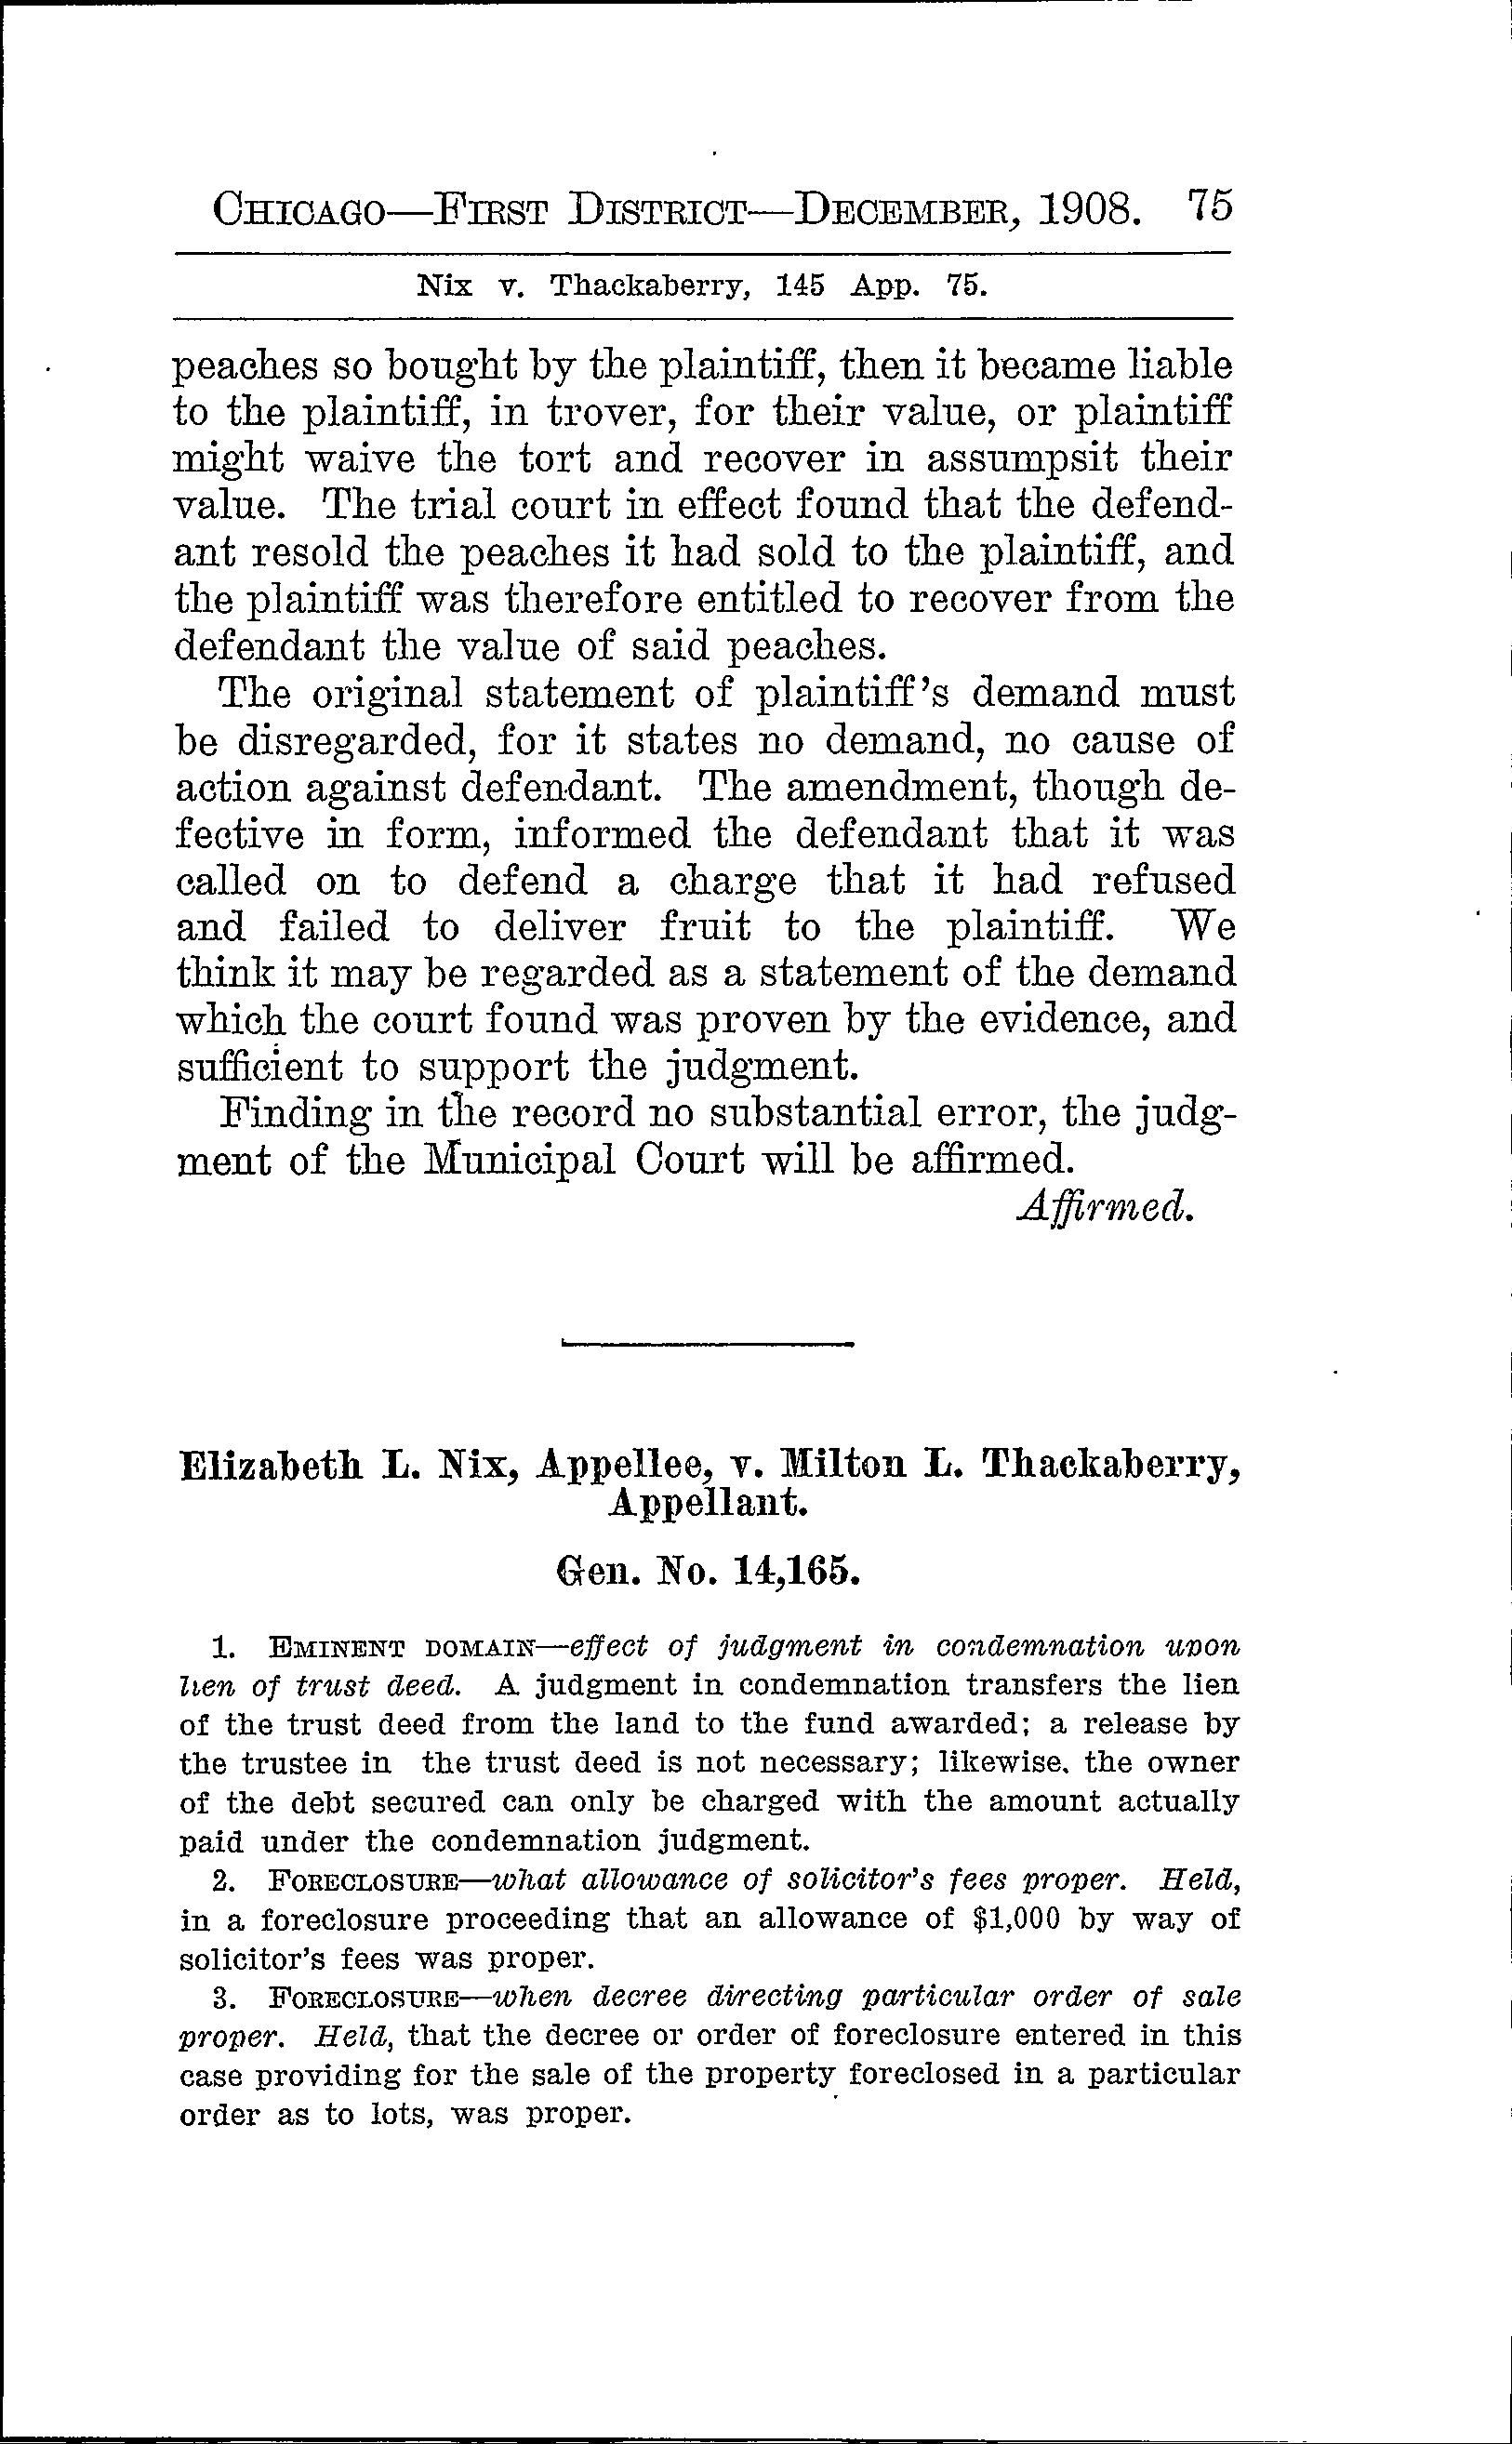 CHICAGO—FIRST DISTRICT—DECEMBER, 1908. 75
Nix v. Thackaberry, 145 App. 75.
peaches so bought by the plaintiff, then it became liable
to the plaintiff, in trover, for their value, or plaintiff
might waive the tort and recover in assumpsit their
value. The trial court in effect found that the defend-
ant resold the peaches it had sold to the plaintiff, and
the plaintiff was therefore entitled to recover from the
defendant the value of said peaches.
The original statement of plaintiff's demand must
be disregarded, for it states no demand, no cause of
action against defendant. The amendment, though de-
fective in form, informed the defendant that it was
called on to defend a charge that it had refused
and failed to deliver fruit to the plaintiff. We
think it may be regarded as a statement of the demand
which the court found was proven by the evidence, and
sufficient to support the judgment.
Finding in the record no substantial error, the judg-
ment of the Municipal Court will be affirmed.
Affirmed.
Elizabeth L. Nix, Appellee, v. Milton L. Thackaberry,
Appellant.
Gen. No. 14,165.
1. EMINENT DOMAIN—effect of judgment in condemnation upon
lien of trust deed. A judgment in condemnation transfers the lien
of the trust deed from the land to the fund awarded; a release by
the trustee in the trust deed is not necessary; likewise. the owner
of the debt secured can only be charged with the amount actually
paid under the condemnation judgment.
2. FORECLOSURE—what allowance of solicitor's fees proper. Held,
in a foreclosure proceeding that an allowance of $1,000 by way of
solicitor's fees was proper.
3. FORECLOSURE—when decree directing particular order of sale
proper. Held, that the decree or order of foreclosure entered in this
case providing for the sale of the property foreclosed in a particular
order as to lots, was proper.